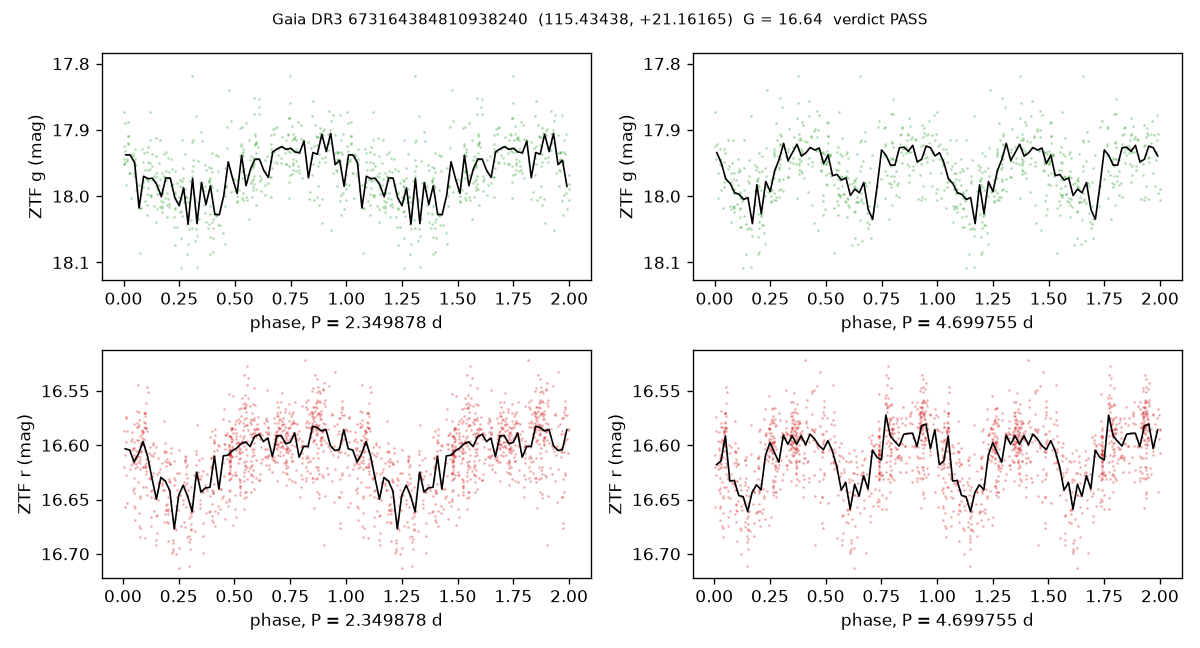 Gaia DR3 673164384810938240 (115.43438, +21.16165) G = 16.64 verdict PASS
ZTF g (mag)
17.8
17.9
18.0
18.1
0.00 0.25 0.50 0.75 1.00 1.25 1.50 1.75 2.00
phase, P = 2.349878 d
ZTF g (mag)
17.8
17.9
18.0
18.1
0.00 0.25 0.50 0.75 1.00 1.25 1.50 1.75 2.00
phase, P = 4.699755 d
ZTF r (mag)
16.55
16.60
16.65
16.70
0.00 0.25 0.50 0.75 1.00 1.25 1.50 1.75 2.00
phase, P = 2.349878 d
ZTF r (mag)
16.55
16.60
16.65
16.70
0.00 0.25 0.50 0.75 1.00 1.25 1.50 1.75 2.00
phase, P = 4.699755 d